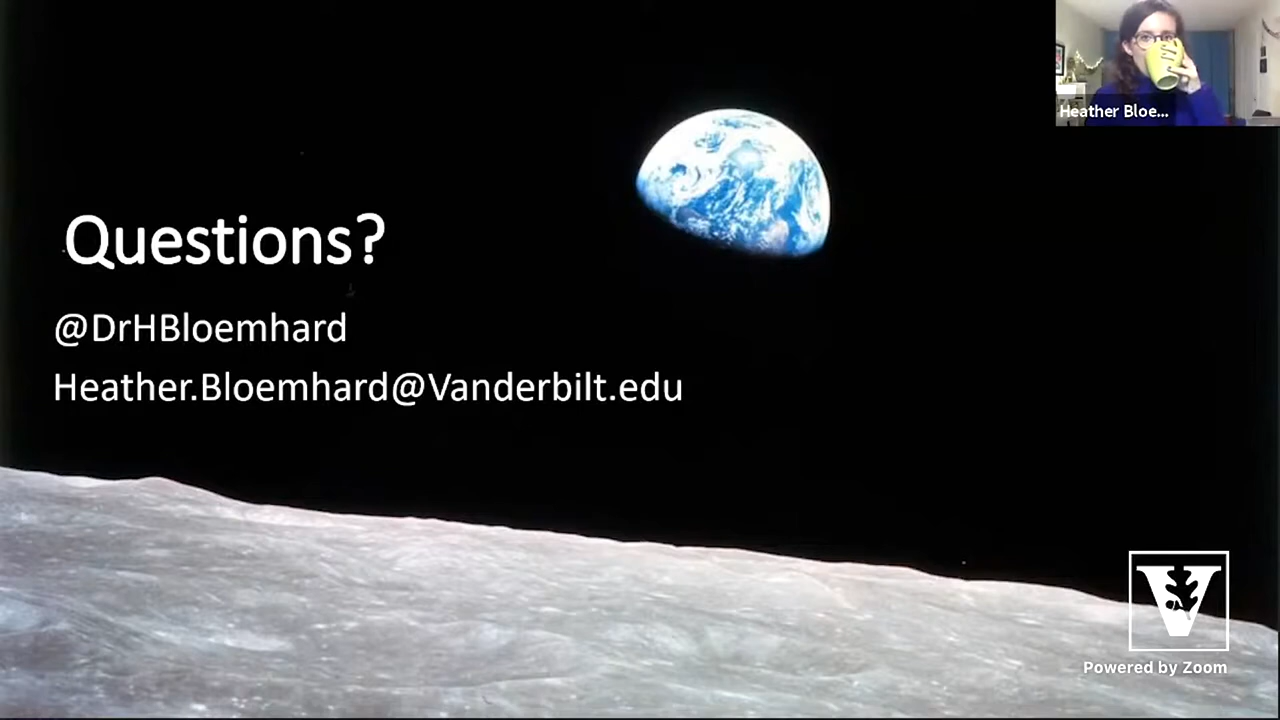 Heather Bloe...
Questions?
@DrHBloemhard
Heather.Bloemhard@Vanderbilt.edu
V
Powered by Zoom